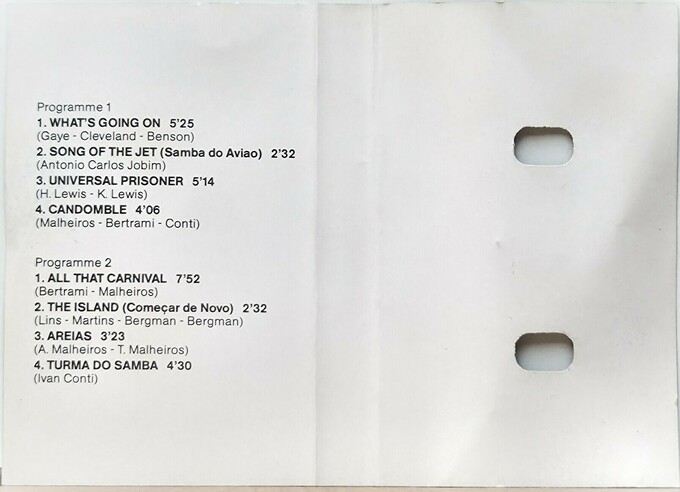 Programme 1
1. WHAT'S GOING ON 5'25
(Gaye - Cleveland - Benson)
2. SONG OF THE JET (Samba do Aviao) 2'32
(Antonio Carlos Jobim)
3. UNIVERSAL PRISONER 5'14
(H. Lewis - K. Lewis)
4. CANDOMBLE 4'06
(Malheiros - Bertrami - Conti)
Programme 2
1. ALL THAT CARNIVAL 7'52
(Bertrami - Malheiros)
2. THE ISLAND (Começar de Novo) 2'32
(Lins - Martins - Bergman - Bergman)
3. AREIAS 3'23
(A. Malheiros - T. Malheiros)
4. TURMA DO SAMBA 4'30
(Ivan Conti)